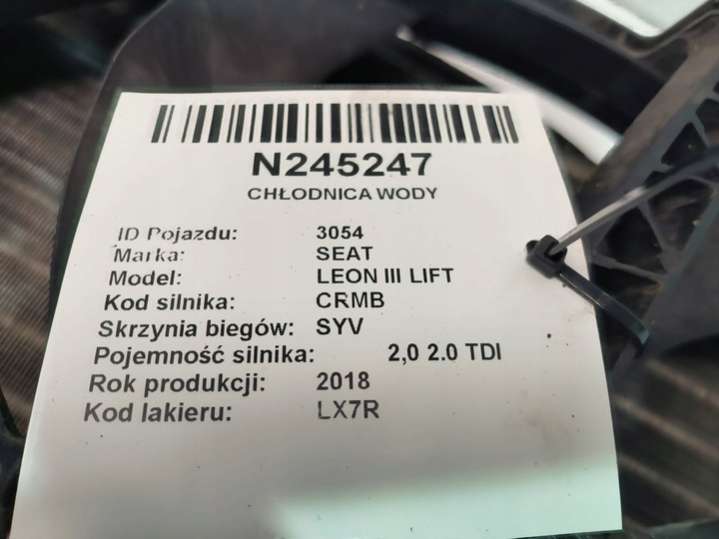 N245247
CHŁODNICA WODY
ID Pojazdu: 3054
Marka: SEAT
Model: LEON III LIFT
Kod silnika: CRMB
Skrzynia biegów: SYV
Pojemność silnika: 2,0 2.0 TDI
Rok produkcji: 2018
Kod lakieru: LX7R